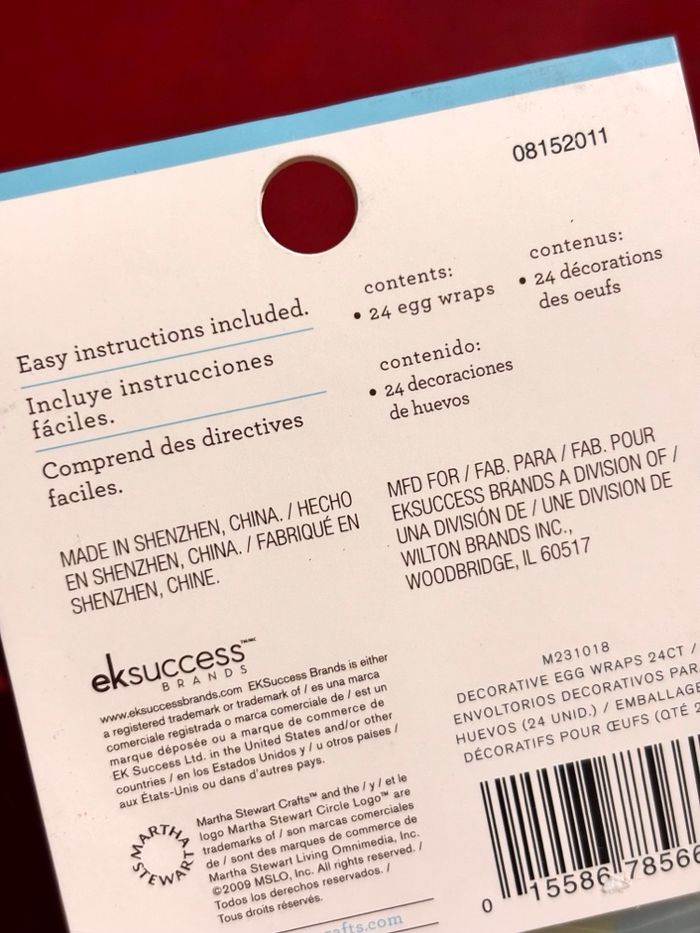 08152011
Easy instructions included.
Incluye instrucciones
fáciles.
Comprend des directives
faciles.
contents:
• 24 egg wraps
contenus:
• 24 décorations
des oeufs
contenido:
• 24 decoraciones
de huevos
MADE IN SHENZHEN, CHINA. / HECHO
EN SHENZHEN, CHINA. / FABRIQUÉ EN
SHENZHEN, CHINE.
MFD FOR / FAB. PARA / FAB. POUR
EKSUCCESS BRANDS A DIVISION OF /
UNA DIVISIÓN DE / UNE DIVISION DE
WILTON BRANDS INC.,
WOODBRIDGE, IL 60517
eksuccess
BRANDS
www.eksuccessbrands.com EKSuccess Brands is either
a registered trademark or trademark of / es una marca
comerciale registrada o marca comerciale de / est un
marque déposée ou a marque de commerce de
EK Success Ltd. in the United States and/or other
countries / en los Estados Unidos y / u otros paises /
aux États-Unis ou dans d'autres pays.
MARTHA
STEWART
Martha Stewart Crafts™ and the / y / et le
logo Martha Stewart Circle Logo™ are
trademarks of / son marcas comerciales
de / sont des marques de commerce de
Martha Stewart Living Omnimedia, Inc.
©2009 MSLO, Inc. All rights reserved. /
Todos los derechos reservados. /
Tous droits réservés.
afts.com
M231018
DECORATIVE EGG WRAPS 24CT /
ENVOLTORIOS DECORATIVOS PAR
HUEVOS (24 UNID.) / EMBALLAGE
DÉCORATIFS POUR ŒUFS (QTÉ 2
0 15586 78566